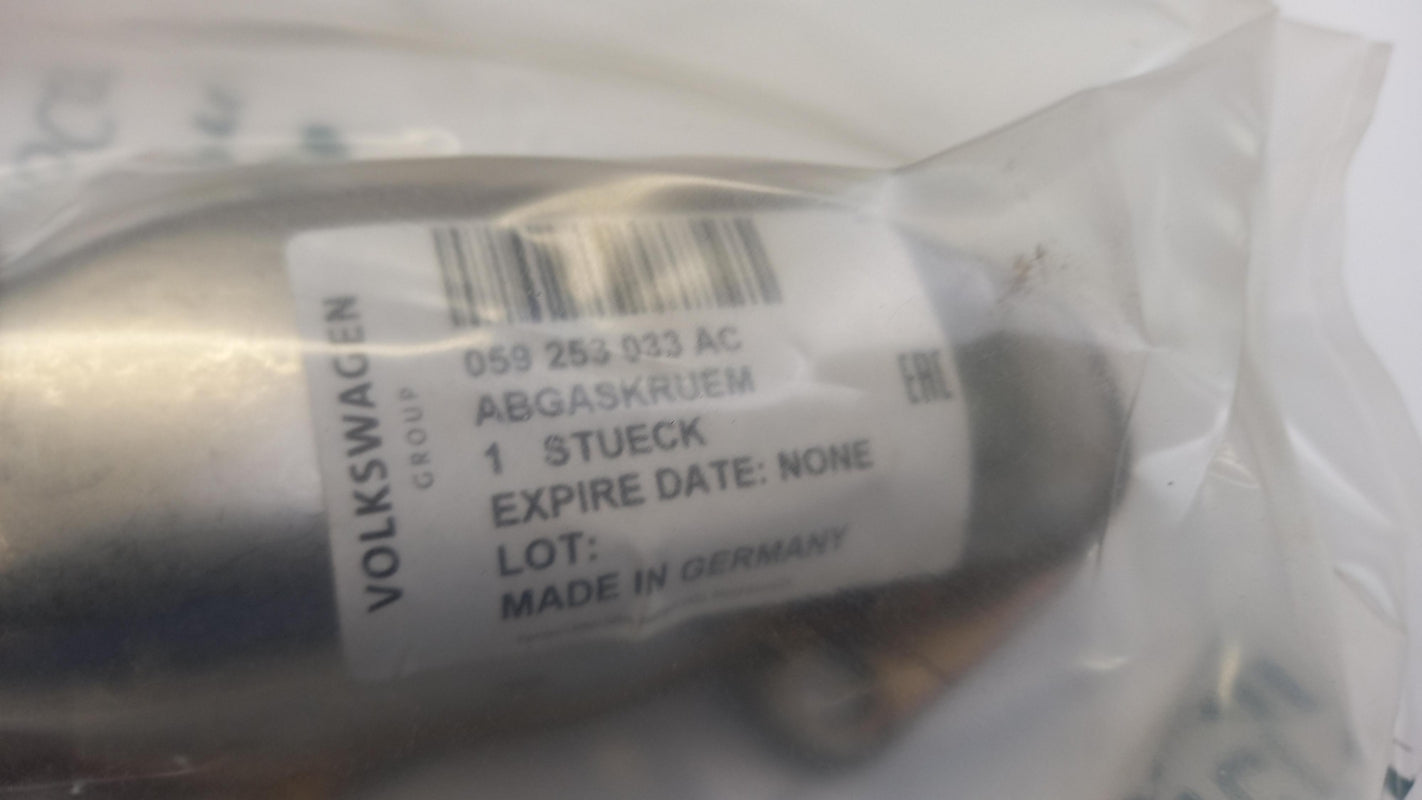 VOLKSWAGEN
GROUP
059 253 033 AC
ABGASKRUEM
1 STUECK
EXPIRE DATE: NONE
LOT:
MADE IN GERMANY
EAC